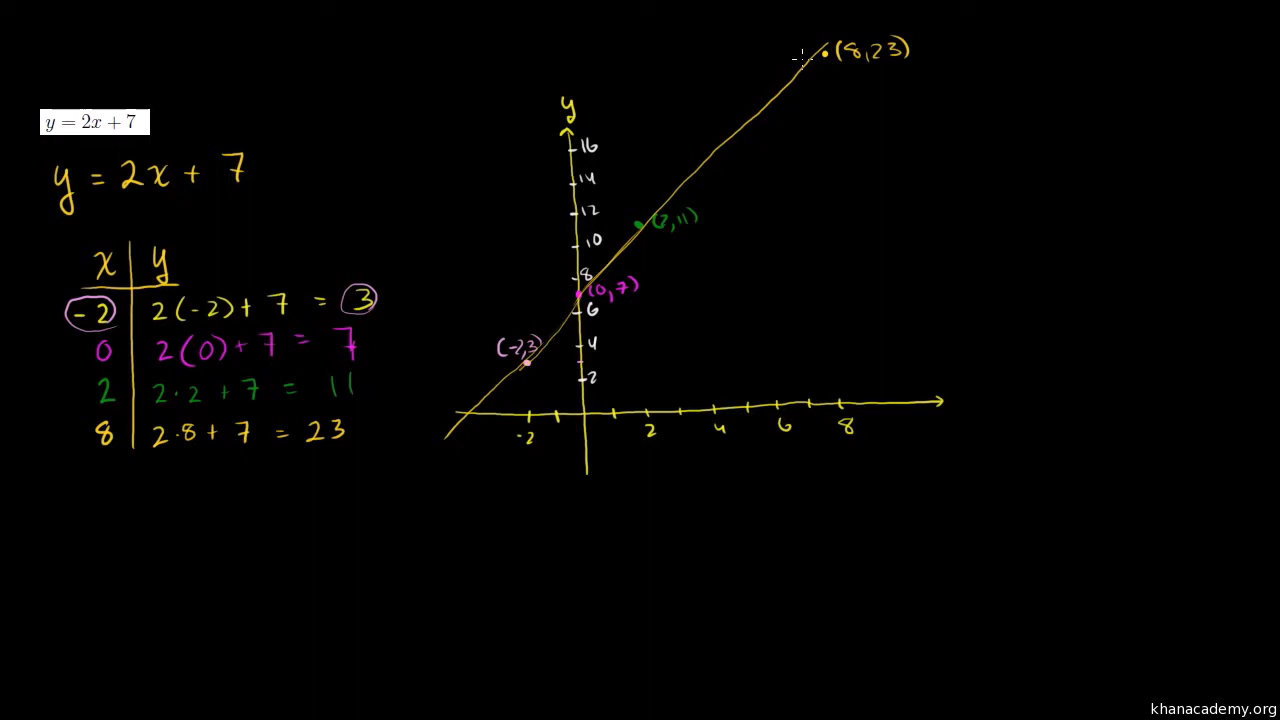 y = 2x + 7
y = 2x + 7
x y
-2 2(-2) + 7 = 3
0 2(0) + 7 = 7
2 2·2 + 7 = 11
8 2·8 + 7 = 23
(8,23)
y
16
14
12
(2,11)
10
8
(0,7)
6
(-2,3)
4
2
-2 2 4 6 8
khanacademy.org